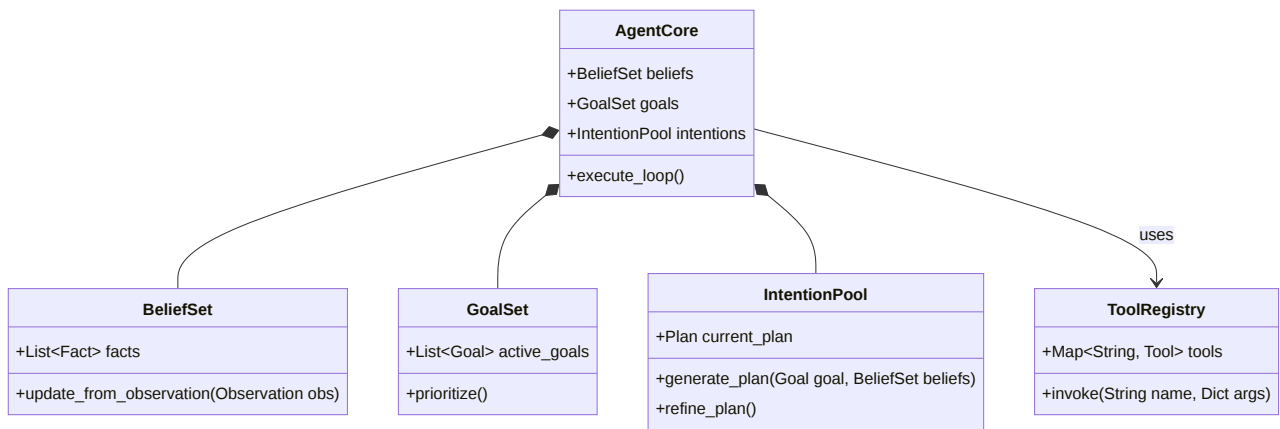 AgentCore
+BeliefSet beliefs
+GoalSet goals
+IntentionPool intentions
+execute_loop()
uses
BeliefSet
+List<Fact> facts
+update_from_observation(Observation obs)
GoalSet
+List<Goal> active_goals
+prioritize()
IntentionPool
+Plan current_plan
+generate_plan(Goal goal, BeliefSet beliefs)
+refine_plan()
ToolRegistry
+Map<String, Tool> tools
+invoke(String name, Dict args)